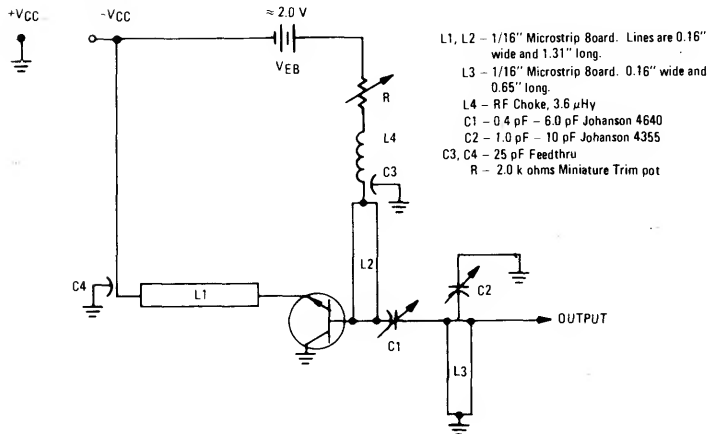 +VCC
-VCC
≈ 2.0 V
VEB
R
L4
C3
L2
C4
L1
C1
C2
OUTPUT
L3
L1, L2 – 1/16" Microstrip Board. Lines are 0.16"
wide and 1.31" long.
L3 – 1/16" Microstrip Board. 0.16" wide and
0.65" long.
L4 – RF Choke, 3.6 μHy
C1 – 0.4 pF – 6.0 pF Johanson 4640
C2 – 1.0 pF – 10 pF Johanson 4355
C3, C4 – 25 pF Feedthru
R – 2.0 k ohms Miniature Trim pot